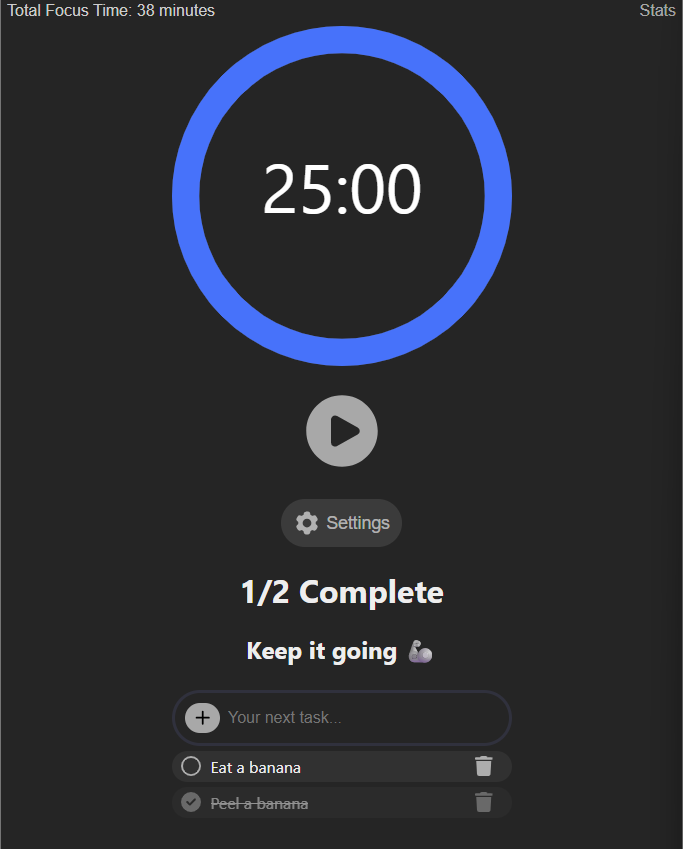 Total Focus Time: 38 minutes
Stats
25:00
Settings
1/2 Complete
Keep it going 🦾
Your next task...
Eat a banana
Peel a banana